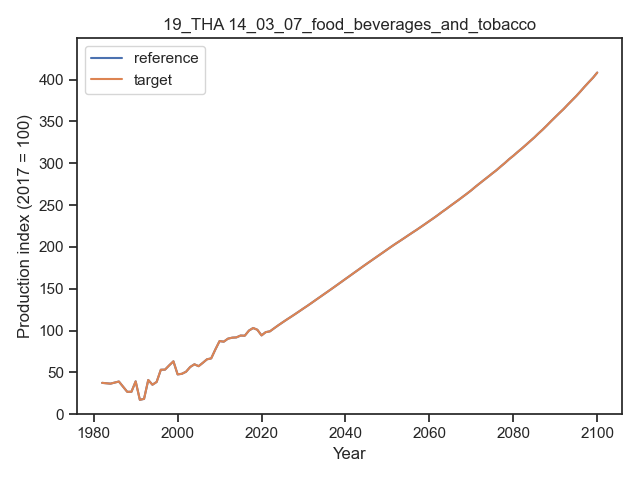 19_THA 14_03_07_food_beverages_and_tobacco
reference
target
Production index (2017 = 100)
400
350
300
250
200
150
100
50
0
1980 2000 2020 2040 2060 2080 2100
Year